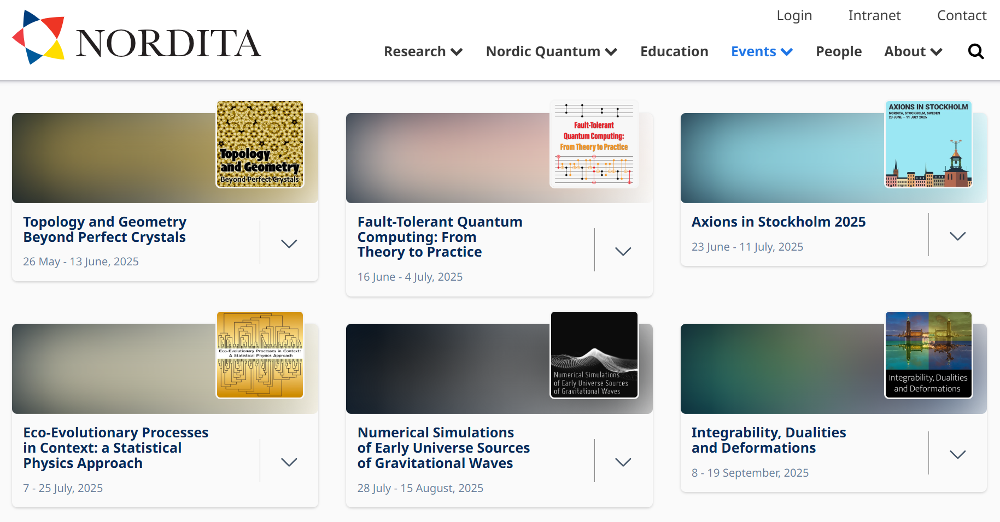 Login Intranet Contact
NORDITA
Research Nordic Quantum Education Events People About
Topology
and Geometry
Beyond Perfect Crystals
Topology and Geometry
Beyond Perfect Crystals
26 May - 13 June, 2025
Fault-Tolerant
Quantum Computing:
From Theory to Practice
Fault-Tolerant Quantum
Computing: From
Theory to Practice
16 June - 4 July, 2025
AXIONS IN STOCKHOLM
NORDITA, STOCKHOLM, SWEDEN
23 JUNE — 11 JULY 2025
Axions in Stockholm 2025
23 June - 11 July, 2025
Eco-Evolutionary Processes in Context:
A Statistical Physics Approach
Eco-Evolutionary Processes
in Context: a Statistical
Physics Approach
7 - 25 July, 2025
Numerical Simulations
of Early Universe Sources
of Gravitational Waves
Numerical Simulations
of Early Universe Sources
of Gravitational Waves
28 July - 15 August, 2025
Integrability, Dualities
and Deformations
Integrability, Dualities
and Deformations
8 - 19 September, 2025